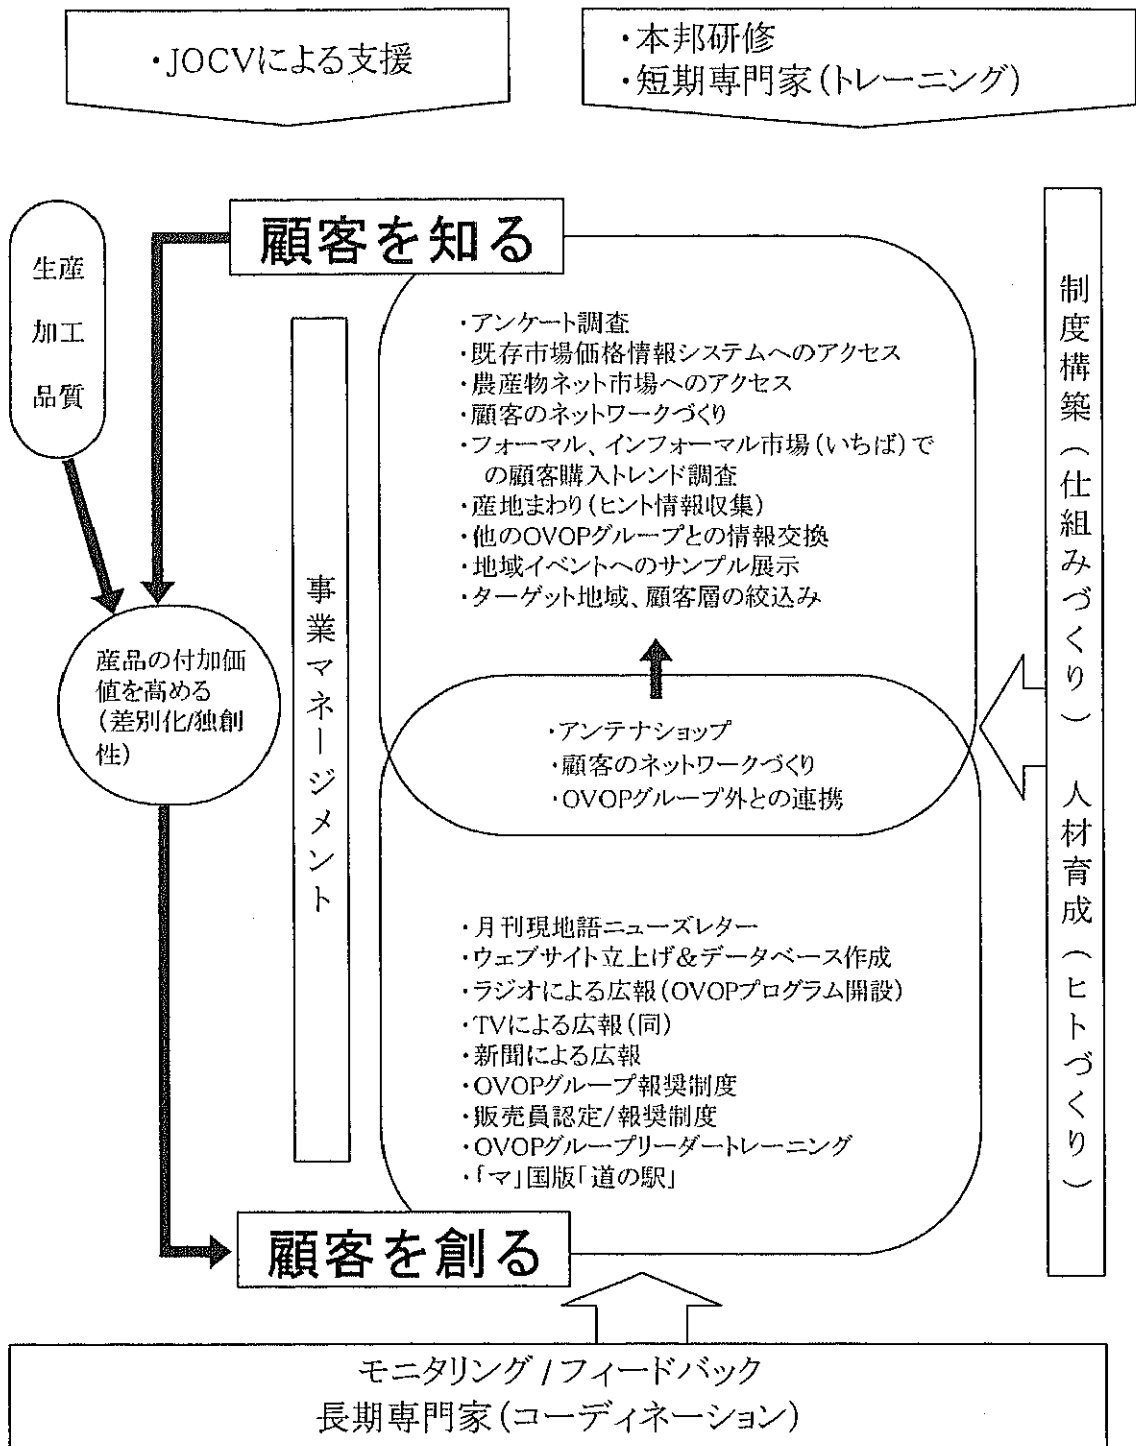 ・JOCVによる支援
・本邦研修
・短期専門家(トレーニング)
顧客を知る
生産
加工
品質
産品の付加価
値を高める
(差別化/独創
性)
事業マネージメント
・アンケート調査
・既存市場価格情報システムへのアクセス
・農産物ネット市場へのアクセス
・顧客のネットワークづくり
・フォーマル、インフォーマル市場(いちば)で
の顧客購入トレンド調査
・産地まわり(ヒント情報収集)
・他のOVOPグループとの情報交換
・地域イベントへのサンプル展示
・ターゲット地域、顧客層の絞込み
・アンテナショップ
・顧客のネットワークづくり
・OVOPグループ外との連携
・月刊現地語ニューズレター
・ウェブサイト立上げ&データベース作成
・ラジオによる広報(OVOPプログラム開設)
・TVによる広報(同)
・新聞による広報
・OVOPグループ報奨制度
・販売員認定/報奨制度
・OVOPグループリーダートレーニング
・「マ」国版「道の駅」
顧客を創る
制度構築(仕組みづくり) 人材育成(ヒトづくり)
モニタリング/フィードバック
長期専門家(コーディネーション)